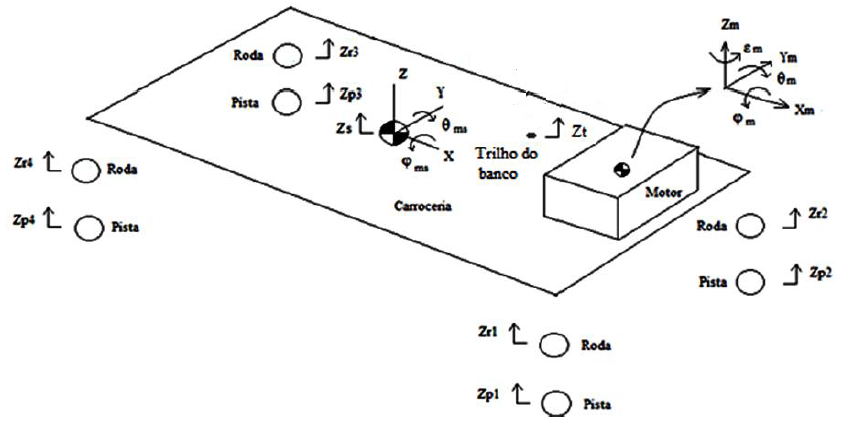 Zm
εm
Ym
θm
Xm
φm
Roda
Zr3
Pista
Zp3
Z
Y
Zs
θms
X
φms
Zt
Trilho do
banco
Motor
Carroceria
Zr4
Roda
Zp4
Pista
Roda
Zr2
Pista
Zp2
Zr1
Roda
Zp1
Pista